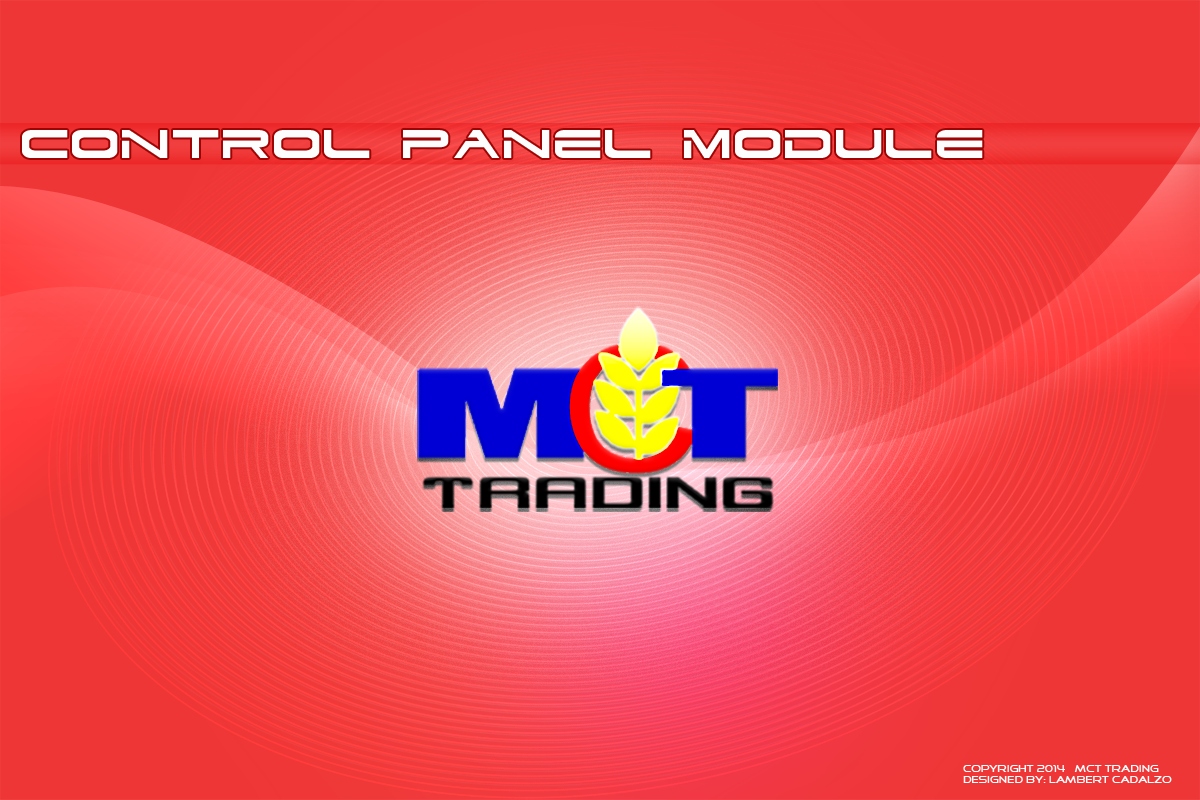 CONTROL PANEL MODULE
MCT
TRADING
COPYRIGHT 2014 MCT TRADING
DESIGNED BY: LAMBERT CADALZO